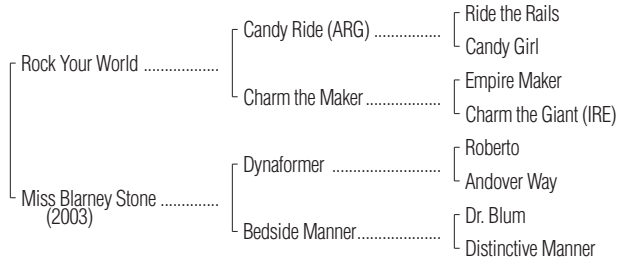 Ride the Rails
Candy Ride (ARG) ................
Candy Girl
Rock Your World ..................
Empire Maker
Charm the Maker..................
Charm the Giant (IRE)
Roberto
Dynaformer ..........................
Andover Way
Miss Blarney Stone ..............
(2003)
Dr. Blum
Bedside Manner....................
Distinctive Manner